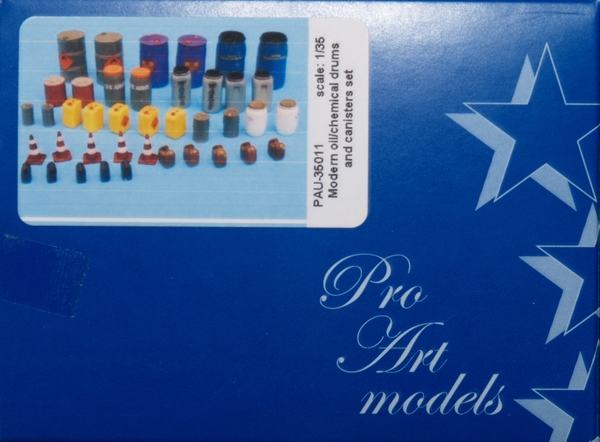 PAU-35011 scale: 1/35
Modern oil/chemical drums
and canisters set
Pro
Art
models